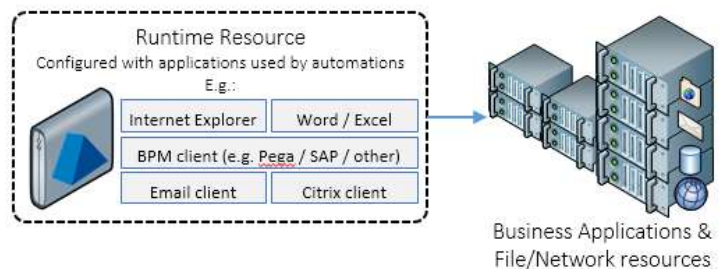 Runtime Resource
Configured with applications used by automations
E.g.:
Internet Explorer
Word / Excel
BPM client (e.g. Pega / SAP / other)
Email client
Citrix client
Business Applications &
File/Network resources